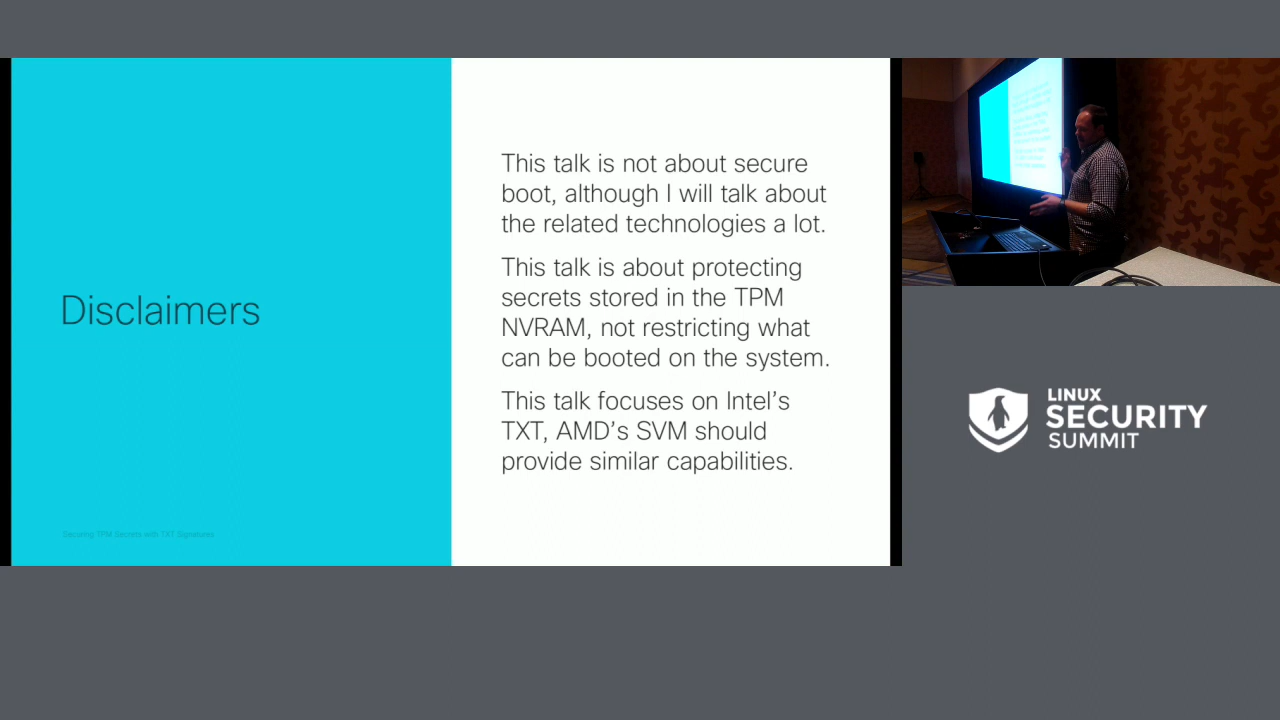 Disclaimers
This talk is not about secure
boot, although I will talk about
the related technologies a lot.
This talk is about protecting
secrets stored in the TPM
NVRAM, not restricting what
can be booted on the system.
This talk focuses on Intel's
TXT, AMD's SVM should
provide similar capabilities.
Securing TPM Secrets with TXT Signatures
LINUX
SECURITY
SUMMIT